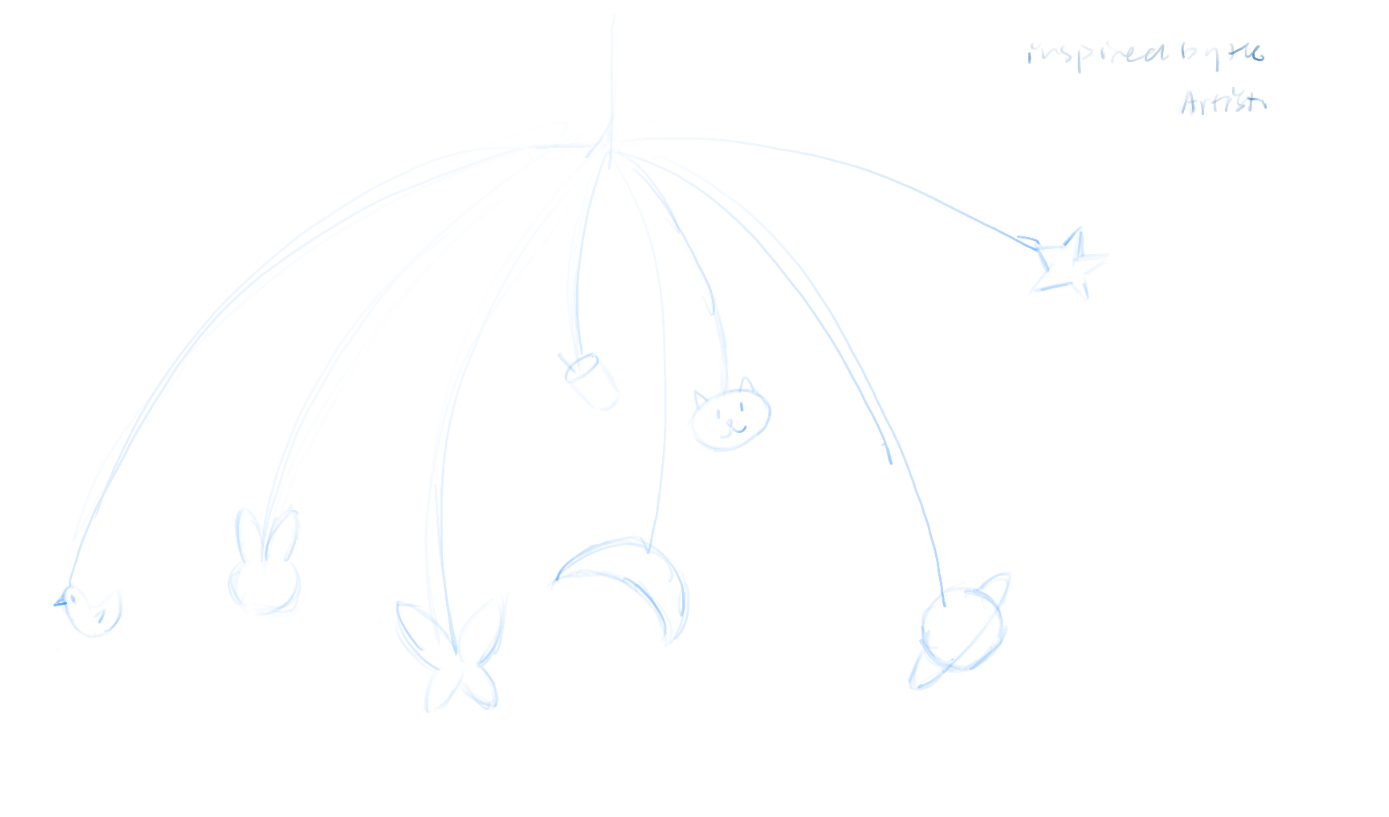 inspired by the
Artist